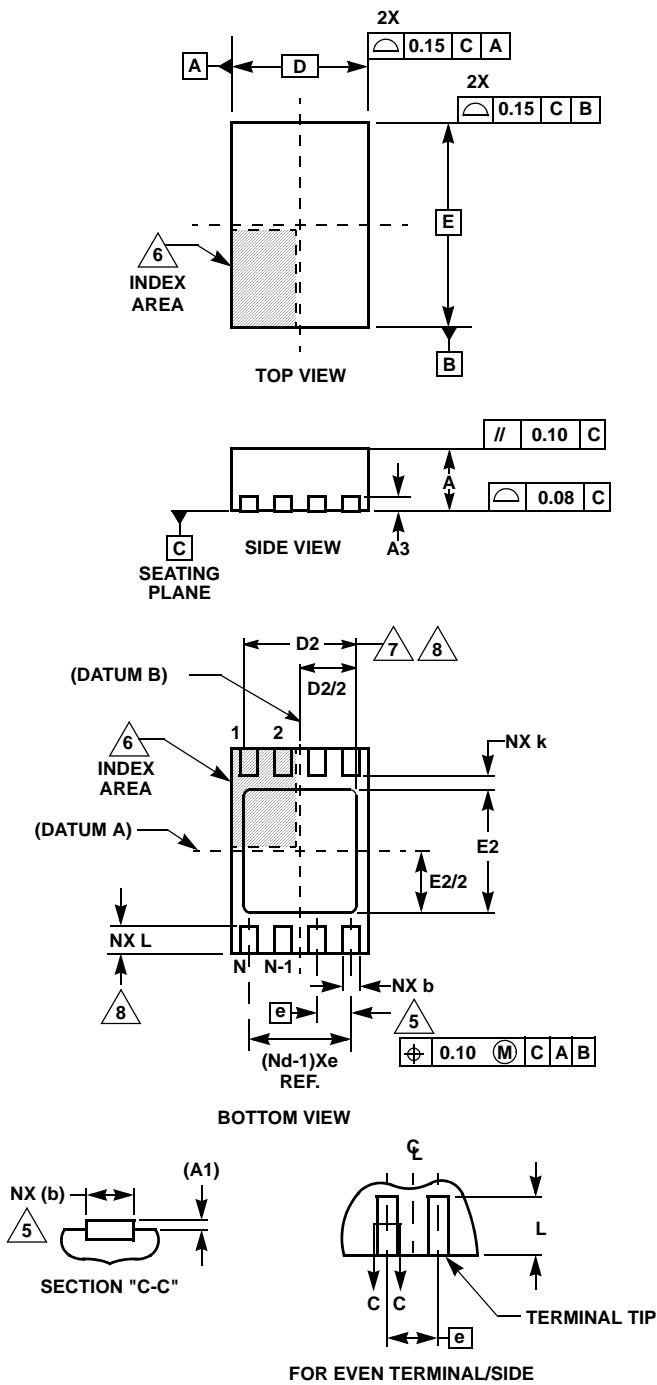 2X
⌓ 0.15 C A
A
D
2X
⌓ 0.15 C B
E
6
INDEX
AREA
B
TOP VIEW
// 0.10 C
A
⌓ 0.08 C
C
SIDE VIEW
A3
SEATING
PLANE
D2
7 8
(DATUM B)
D2/2
1 2
6
NX k
INDEX
AREA
(DATUM A)
E2
E2/2
NX L
N N-1
NX b
8
e
5
(Nd-1)Xe
REF.
⌖ 0.10 Ⓜ C A B
BOTTOM VIEW
(A1)
NX (b)
5
SECTION "C-C"
℄
L
C C
TERMINAL TIP
e
FOR EVEN TERMINAL/SIDE